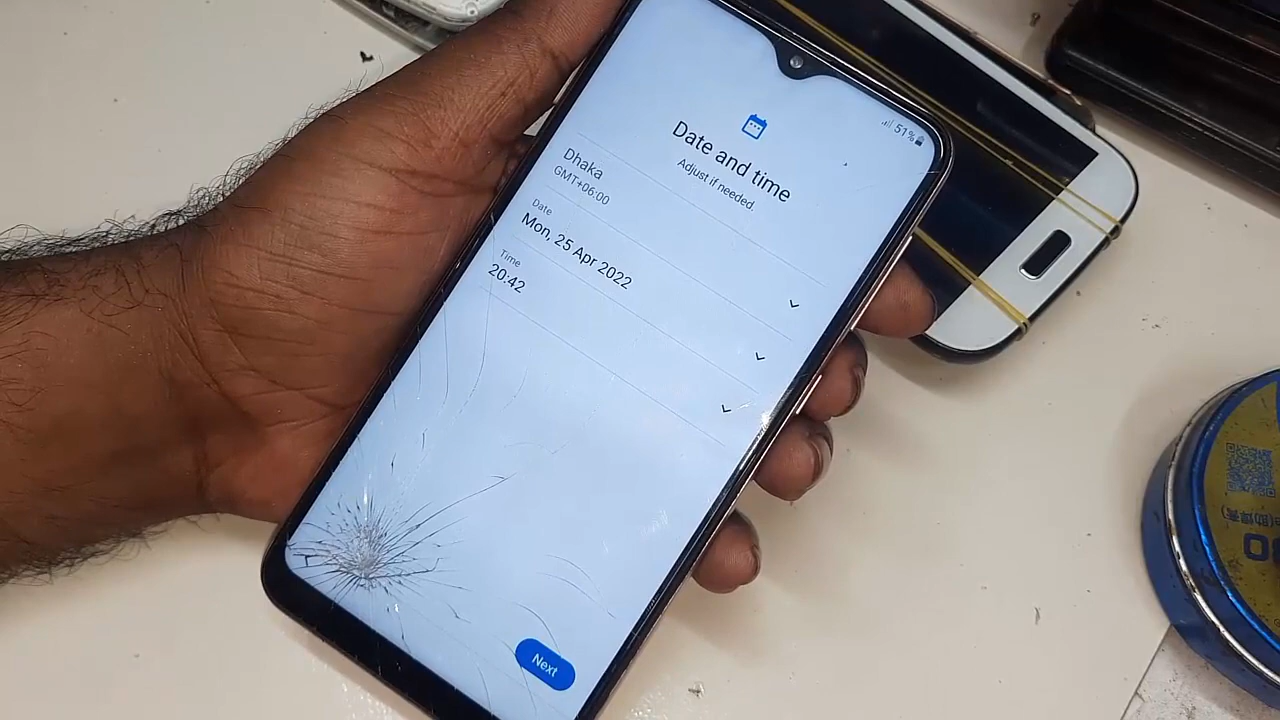 51%
Date and time
Adjust if needed.
Dhaka
GMT+06:00
Date
Mon, 25 Apr 2022
Time
20:42
Next